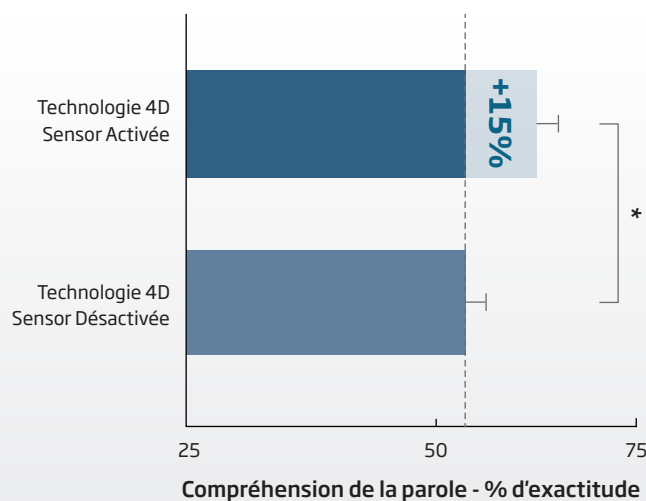 Technologie 4D
Sensor Activée
+15%
*
Technologie 4D
Sensor Désactivée
25 50 75
Compréhension de la parole - % d'exactitude